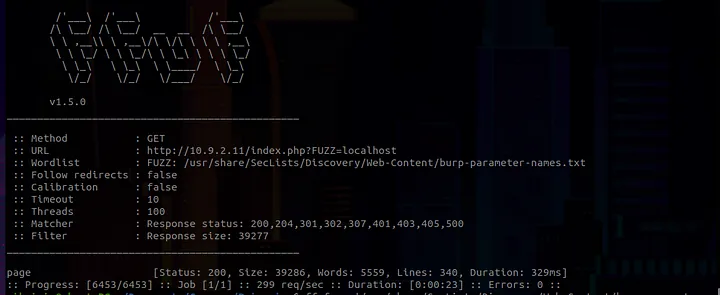 v1.5.0
:: Method : GET
:: URL : http://10.9.2.11/index.php?FUZZ=localhost
:: Wordlist : FUZZ: /usr/share/SecLists/Discovery/Web-Content/burp-parameter-names.txt
:: Follow redirects : false
:: Calibration : false
:: Timeout : 10
:: Threads : 100
:: Matcher : Response status: 200,204,301,302,307,401,403,405,500
:: Filter : Response size: 39277
page [Status: 200, Size: 39286, Words: 5559, Lines: 340, Duration: 329ms]
:: Progress: [6453/6453] :: Job [1/1] :: 299 req/sec :: Duration: [0:00:23] :: Errors: 0 ::